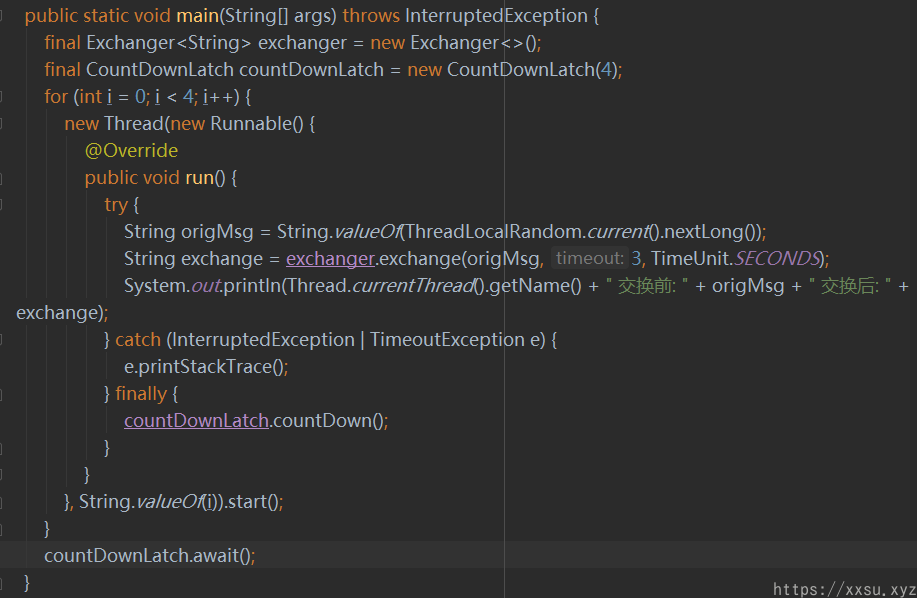 public static void main(String[] args) throws InterruptedException {
final Exchanger<String> exchanger = new Exchanger<>();
final CountDownLatch countDownLatch = new CountDownLatch(4);
for (int i = 0; i < 4; i++) {
new Thread(new Runnable() {
@Override
public void run() {
try {
String origMsg = String.valueOf(ThreadLocalRandom.current().nextLong());
String exchange = exchanger.exchange(origMsg, timeout: 3, TimeUnit.SECONDS);
System.out.println(Thread.currentThread().getName() + " 交换前: " + origMsg + " 交换后: " +
exchange);
} catch (InterruptedException | TimeoutException e) {
e.printStackTrace();
} finally {
countDownLatch.countDown();
}
}
}, String.valueOf(i)).start();
}
countDownLatch.await();
}
https://xxsu.xyz